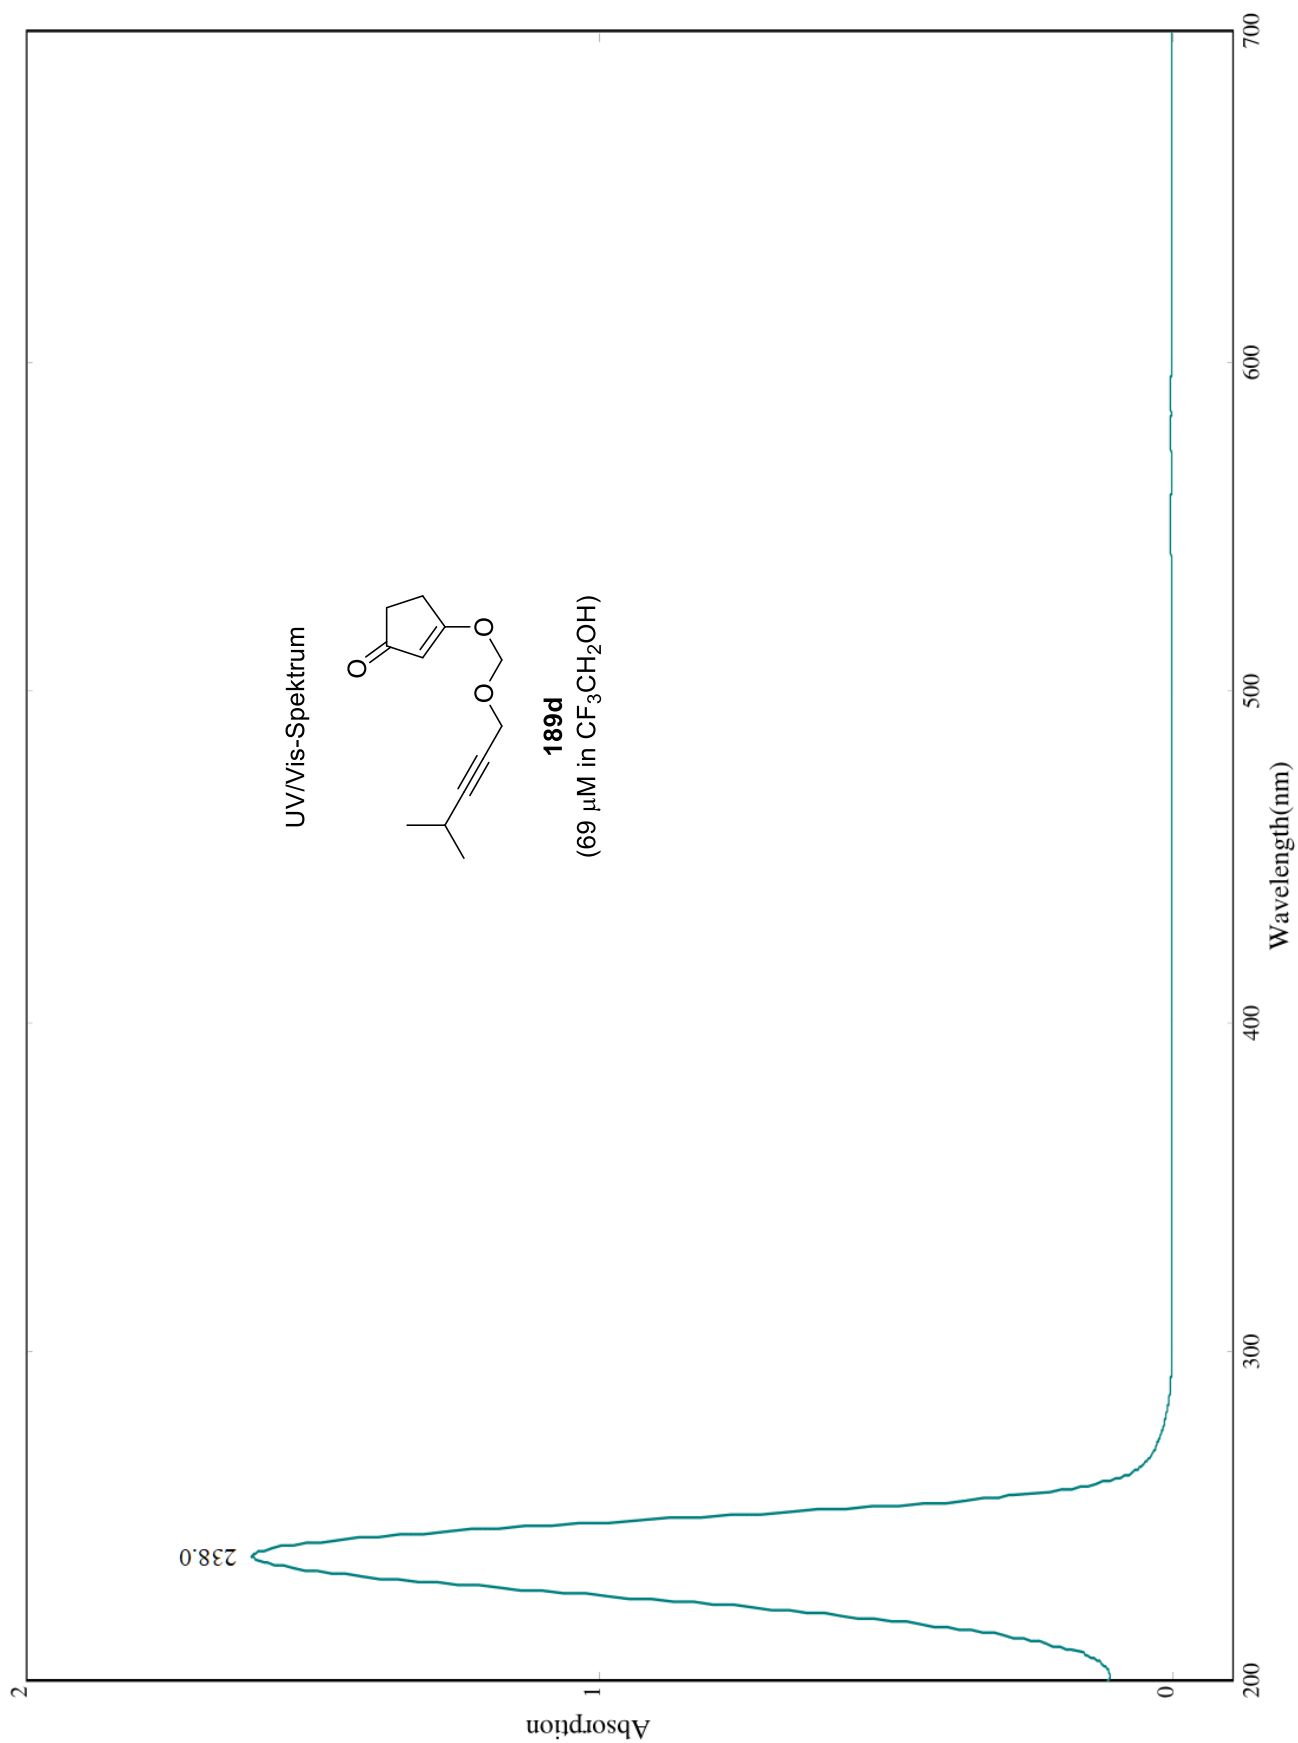 UV/Vis-Spektrum
238.0
O
O
O
189d
(69 μM in CF₃CH₂OH)
Absorption
2
1
0
200
300
400
500
600
700
Wavelength(nm)